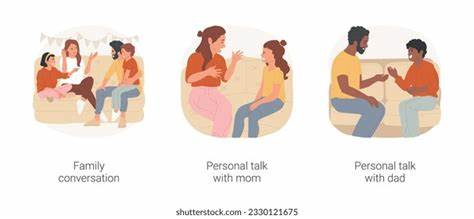 Family
conversation
Personal talk
with mom
Personal talk
with dad
shutterstock.com · 2330121675